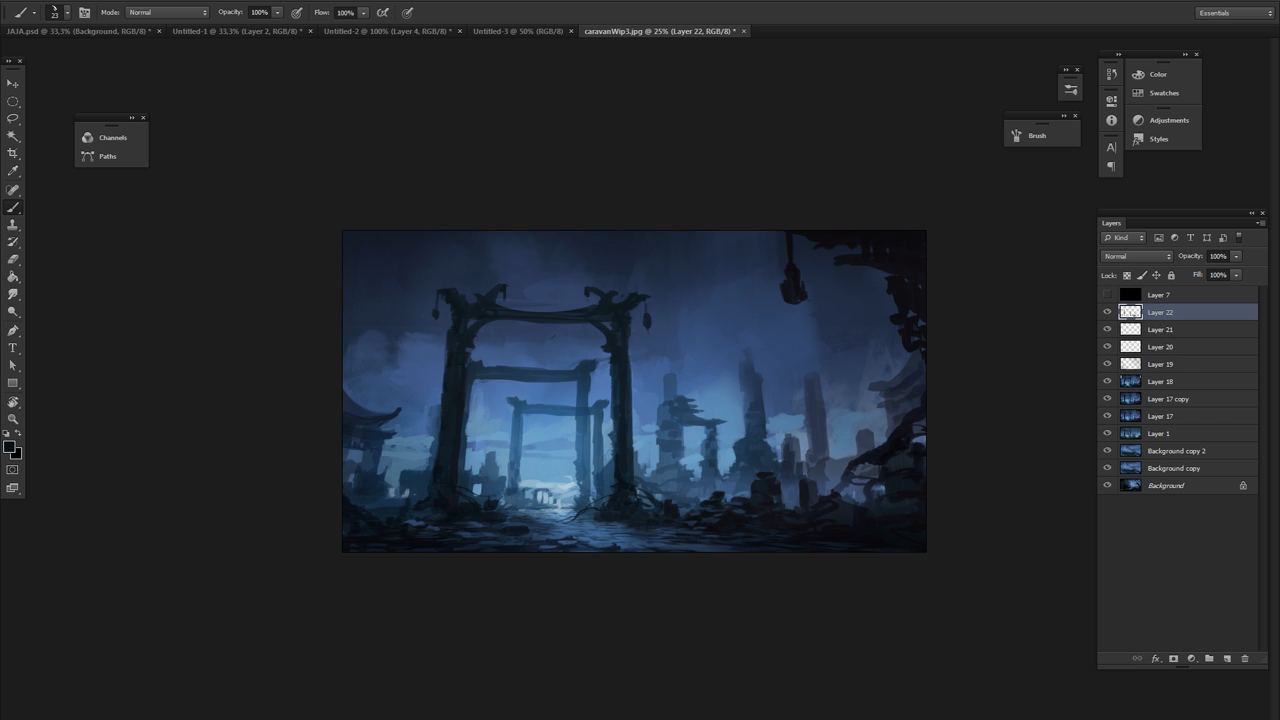 23 Mode: Normal Opacity: 100% Flow: 100% Essentials
JAJA.psd @ 33,3% (Background, RGB/8) * × Untitled-1 @ 33,3% (Layer 2, RGB/8) * × Untitled-2 @ 100% (Layer 4, RGB/8) * × Untitled-3 @ 50% (RGB/8) × caravanWip3.jpg @ 25% (Layer 22, RGB/8) * ×
Color
Swatches
Adjustments
Styles
Channels
Paths
Brush
Layers
Kind
Normal Opacity: 100%
Lock: Fill: 100%
Layer 7
Layer 22
Layer 21
Layer 20
Layer 19
Layer 18
Layer 17 copy
Layer 17
Layer 1
Background copy 2
Background copy
Background